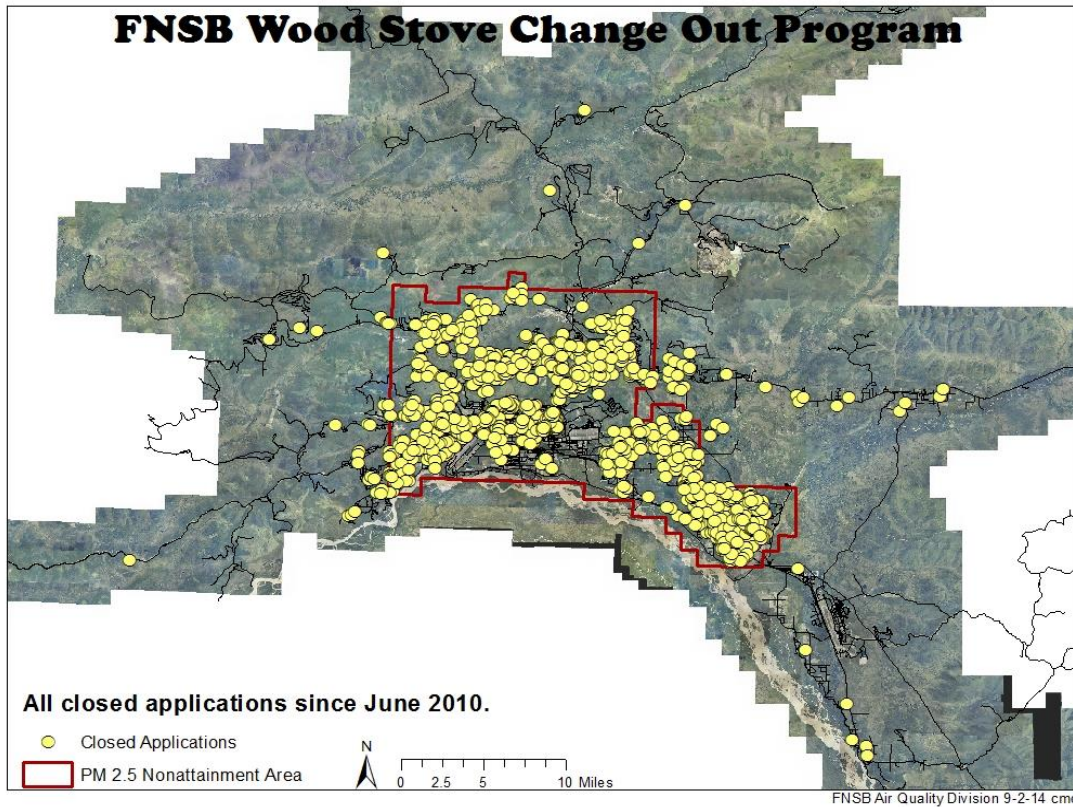 FNSB Wood Stove Change Out Program
All closed applications since June 2010.
Closed Applications
PM 2.5 Nonattainment Area
N
0 2.5 5 10 Miles
FNSB Air Quality Division 9-2-14 cmc